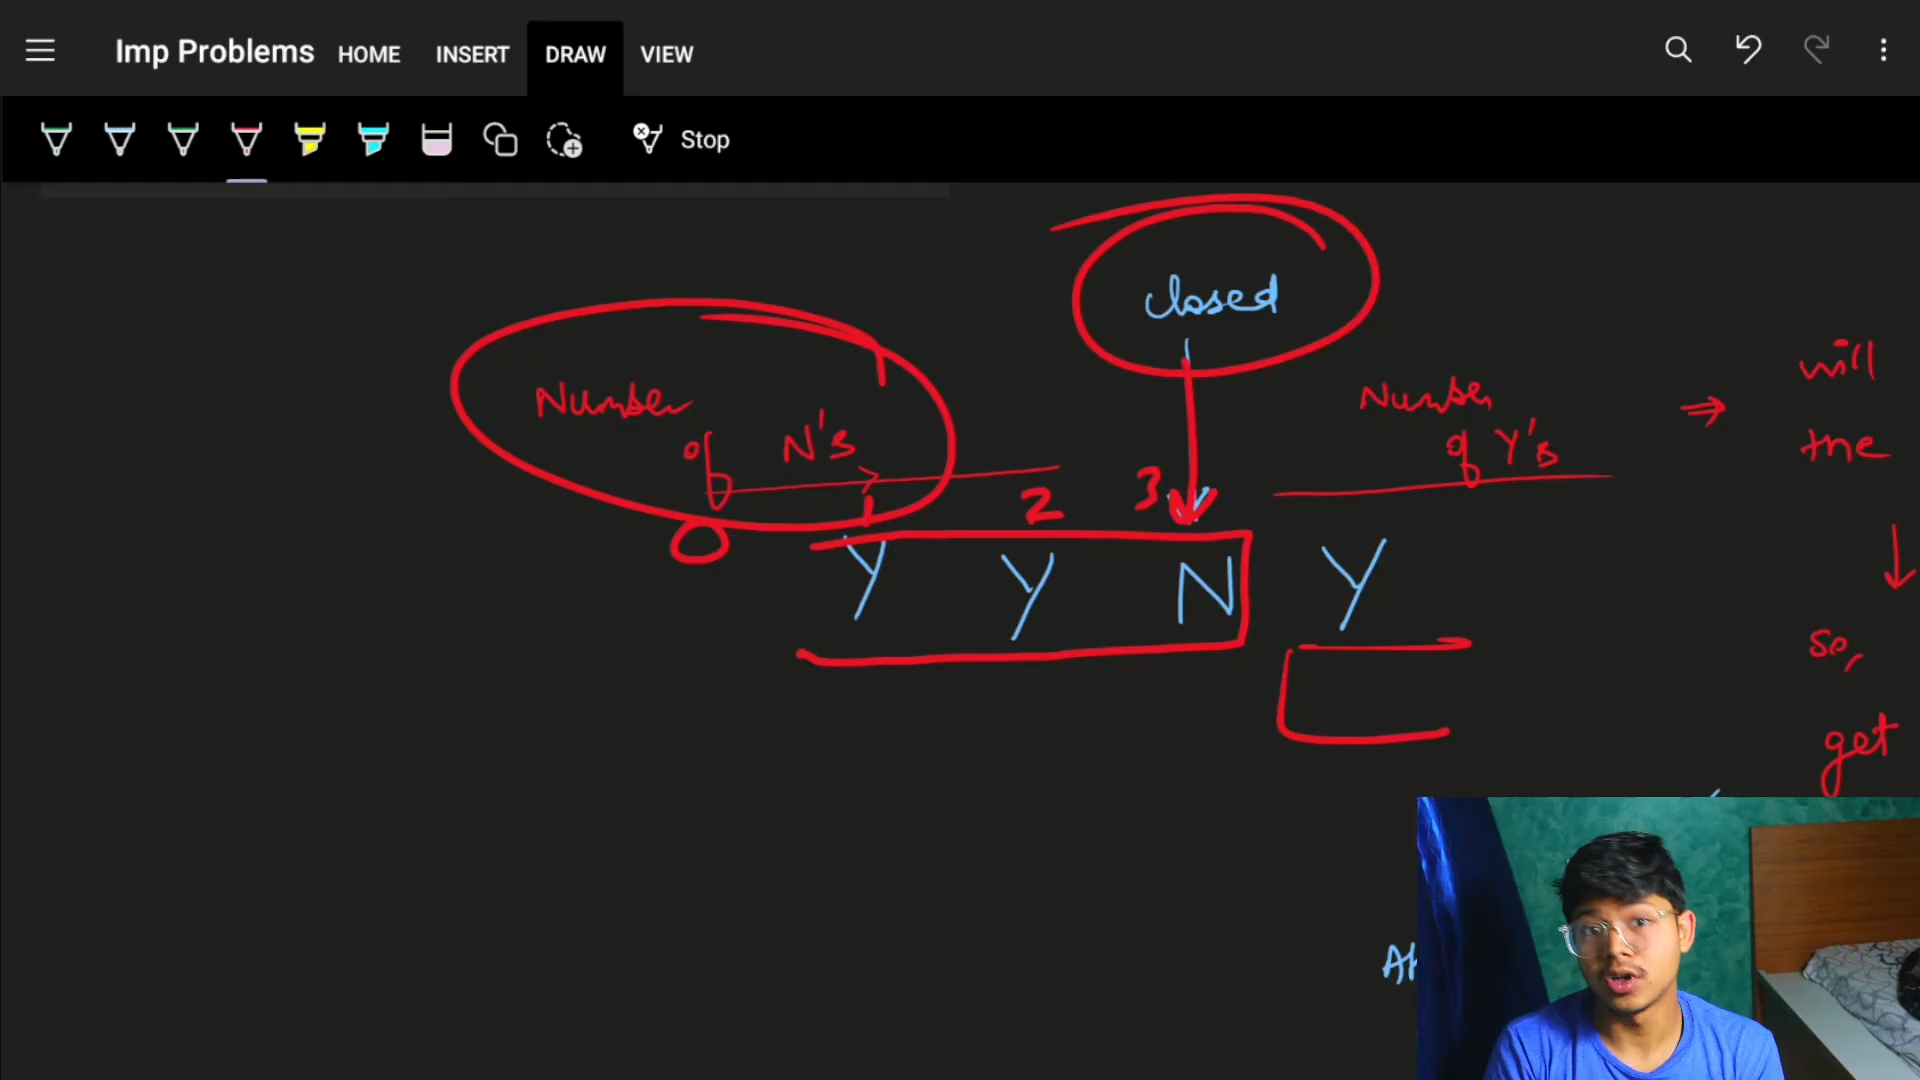 Imp Problems HOME INSERT DRAW VIEW
Stop
closed
Number
of N's
Number
of Y's
⇒ will
the
1 2 3
0
Y Y N Y
so,
get